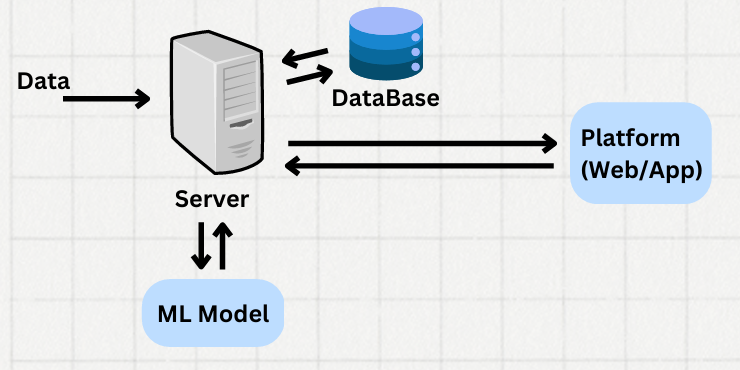 Data
DataBase
Platform
(Web/App)
Server
ML Model